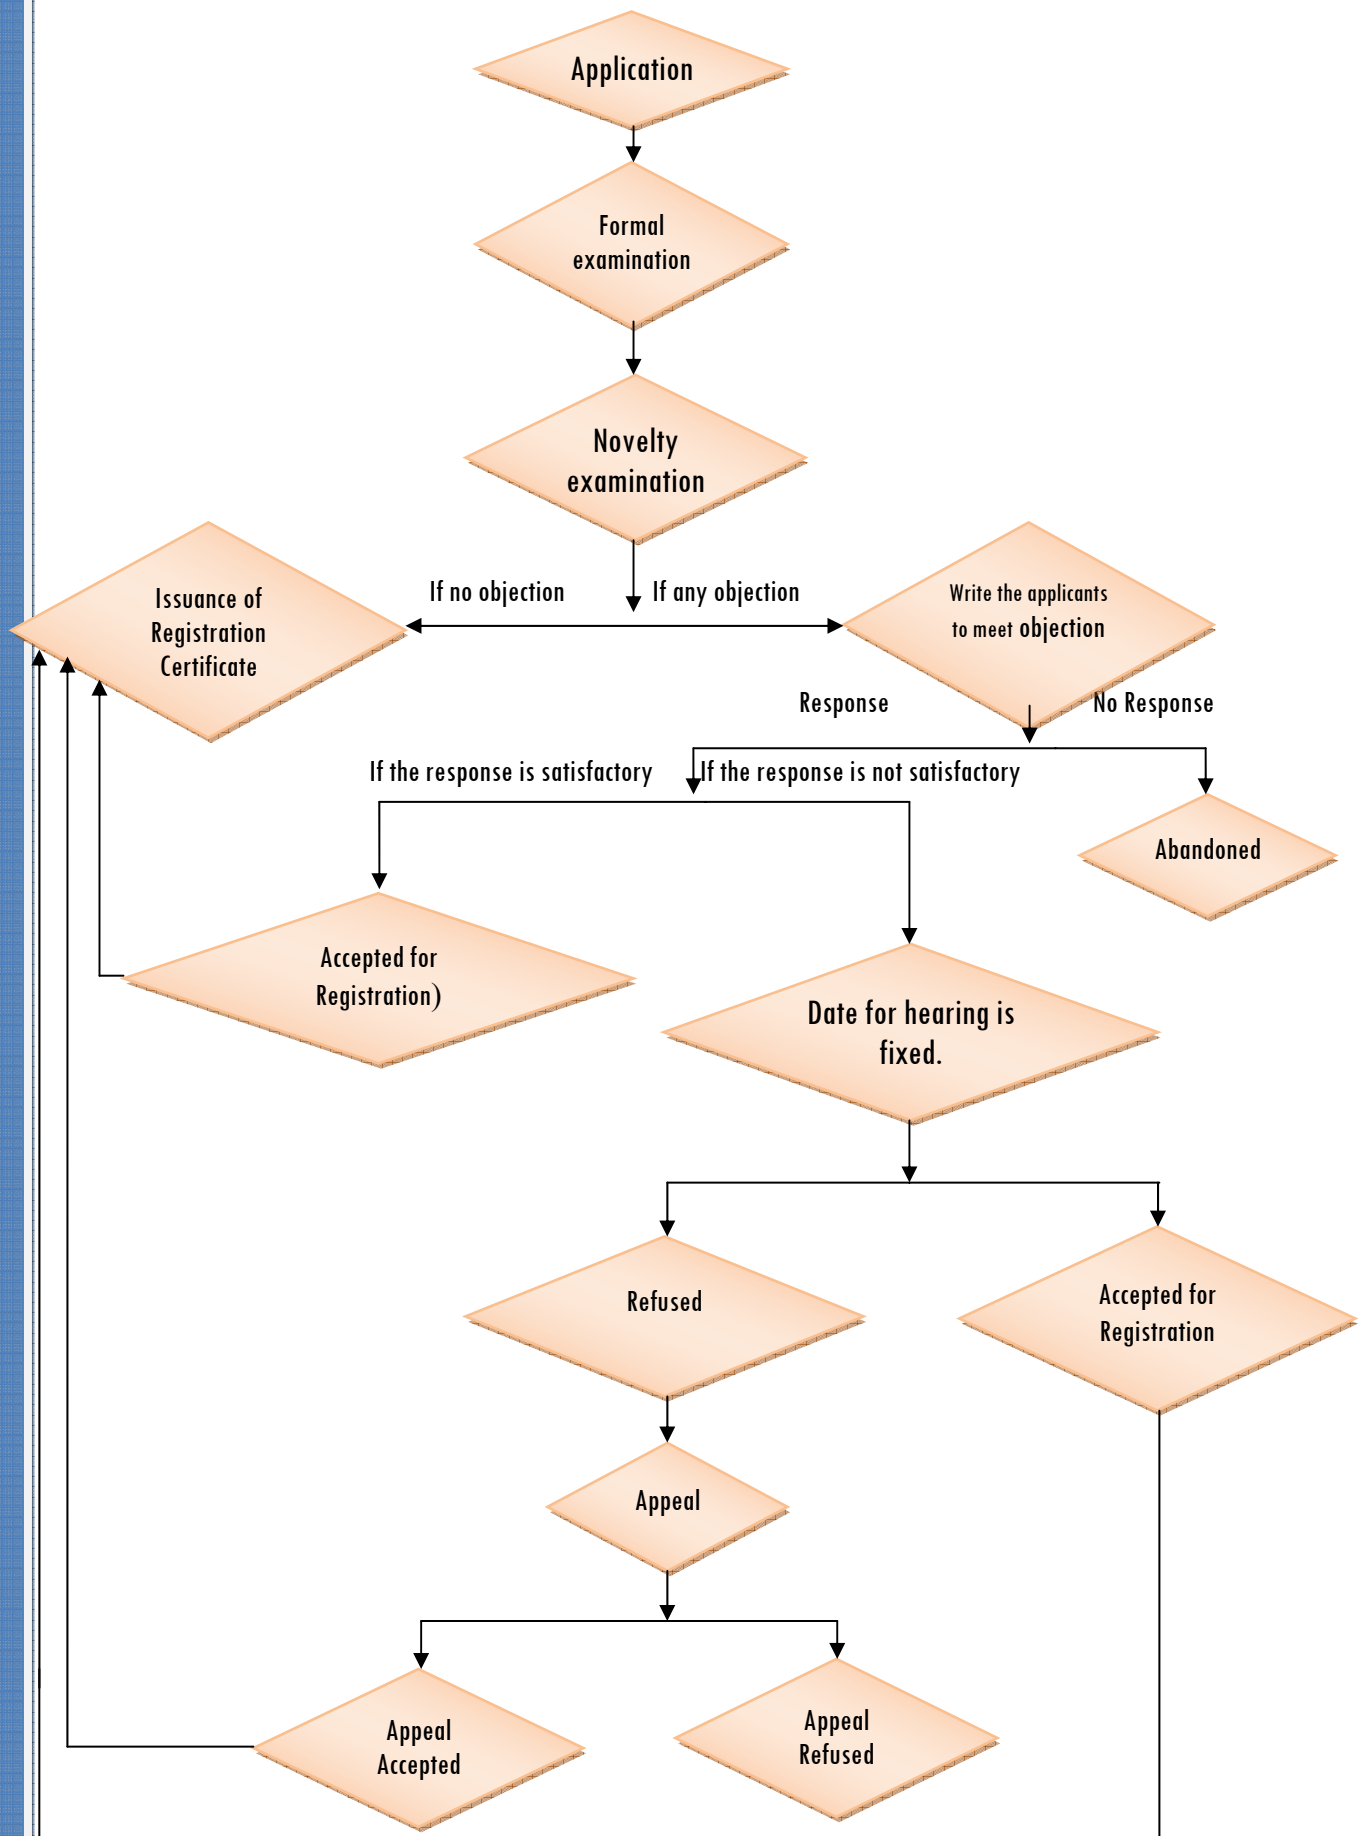 Application
Formal
examination
Novelty
examination
If no objection
If any objection
Issuance of
Registration
Certificate
Write the applicants
to meet objection
Response
No Response
If the response is satisfactory
If the response is not satisfactory
Abandoned
Accepted for
Registration)
Date for hearing is
fixed.
Refused
Accepted for
Registration
Appeal
Appeal
Accepted
Appeal
Refused